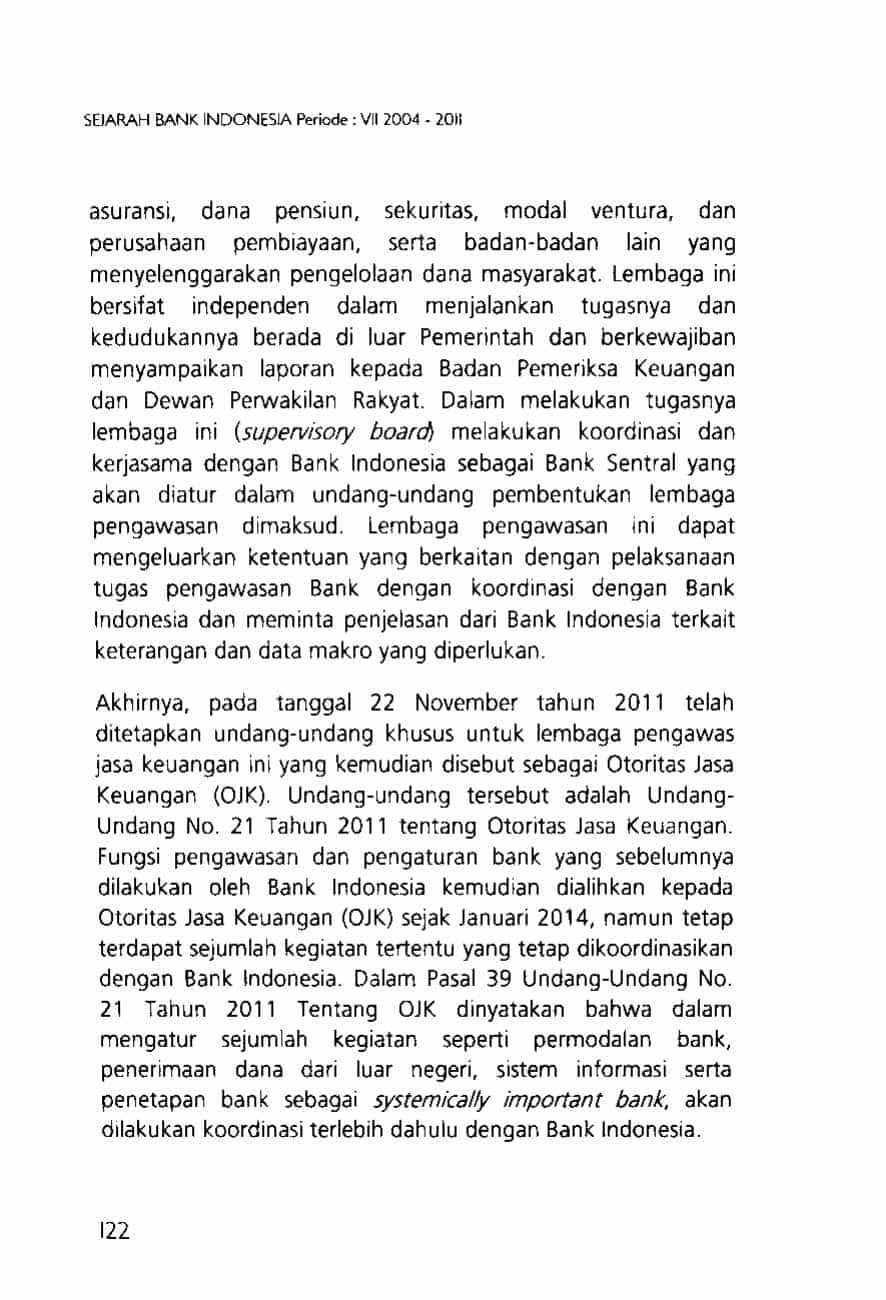 SEJARAH BANK INDONESIA Periode : VII 2004 - 2011
asuransi, dana pensiun, sekuritas, modal ventura, dan
perusahaan pembiayaan, serta badan-badan lain yang
menyelenggarakan pengelolaan dana masyarakat. Lembaga ini
bersifat independen dalam menjalankan tugasnya dan
kedudukannya berada di luar Pemerintah dan berkewajiban
menyampaikan laporan kepada Badan Pemeriksa Keuangan
dan Dewan Perwakilan Rakyat. Dalam melakukan tugasnya
lembaga ini (supervisory board) melakukan koordinasi dan
kerjasama dengan Bank Indonesia sebagai Bank Sentral yang
akan diatur dalam undang-undang pembentukan lembaga
pengawasan dimaksud. Lembaga pengawasan ini dapat
mengeluarkan ketentuan yang berkaitan dengan pelaksanaan
tugas pengawasan Bank dengan koordinasi dengan Bank
Indonesia dan meminta penjelasan dari Bank Indonesia terkait
keterangan dan data makro yang diperlukan.
Akhirnya, pada tanggal 22 November tahun 2011 telah
ditetapkan undang-undang khusus untuk lembaga pengawas
jasa keuangan ini yang kemudian disebut sebagai Otoritas Jasa
Keuangan (OJK). Undang-undang tersebut adalah Undang-
Undang No. 21 Tahun 2011 tentang Otoritas Jasa Keuangan.
Fungsi pengawasan dan pengaturan bank yang sebelumnya
dilakukan oleh Bank Indonesia kemudian dialihkan kepada
Otoritas Jasa Keuangan (OJK) sejak Januari 2014, namun tetap
terdapat sejumlah kegiatan tertentu yang tetap dikoordinasikan
dengan Bank Indonesia. Dalam Pasal 39 Undang-Undang No.
21 Tahun 2011 Tentang OJK dinyatakan bahwa dalam
mengatur sejumlah kegiatan seperti permodalan bank,
penerimaan dana dari luar negeri, sistem informasi serta
penetapan bank sebagai systemically important bank, akan
dilakukan koordinasi terlebih dahulu dengan Bank Indonesia.
122